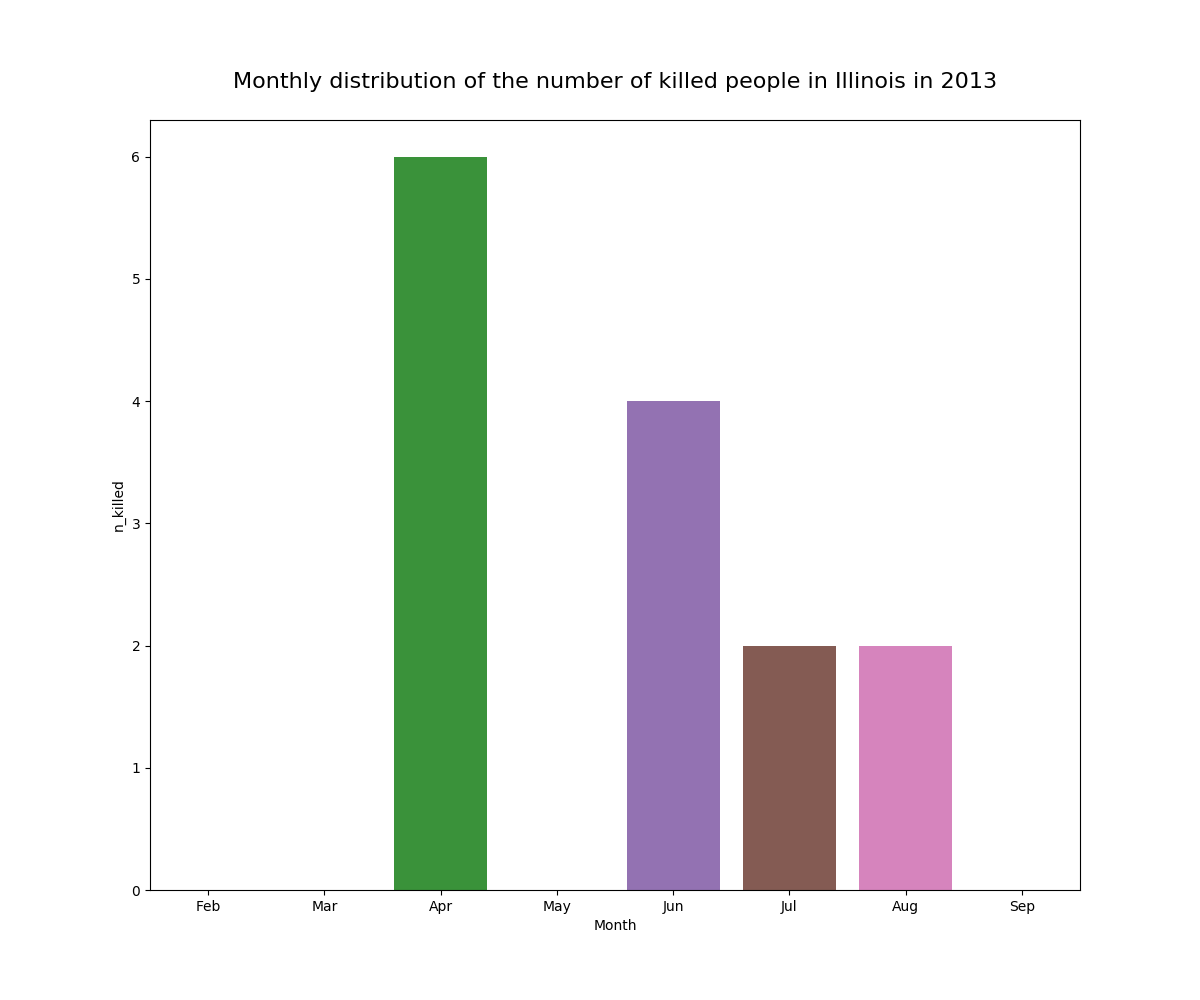 Monthly distribution of the number of killed people in Illinois in 2013
6
5
4
3
2
1
0
n_killed
Feb Mar Apr May Jun Jul Aug Sep
Month